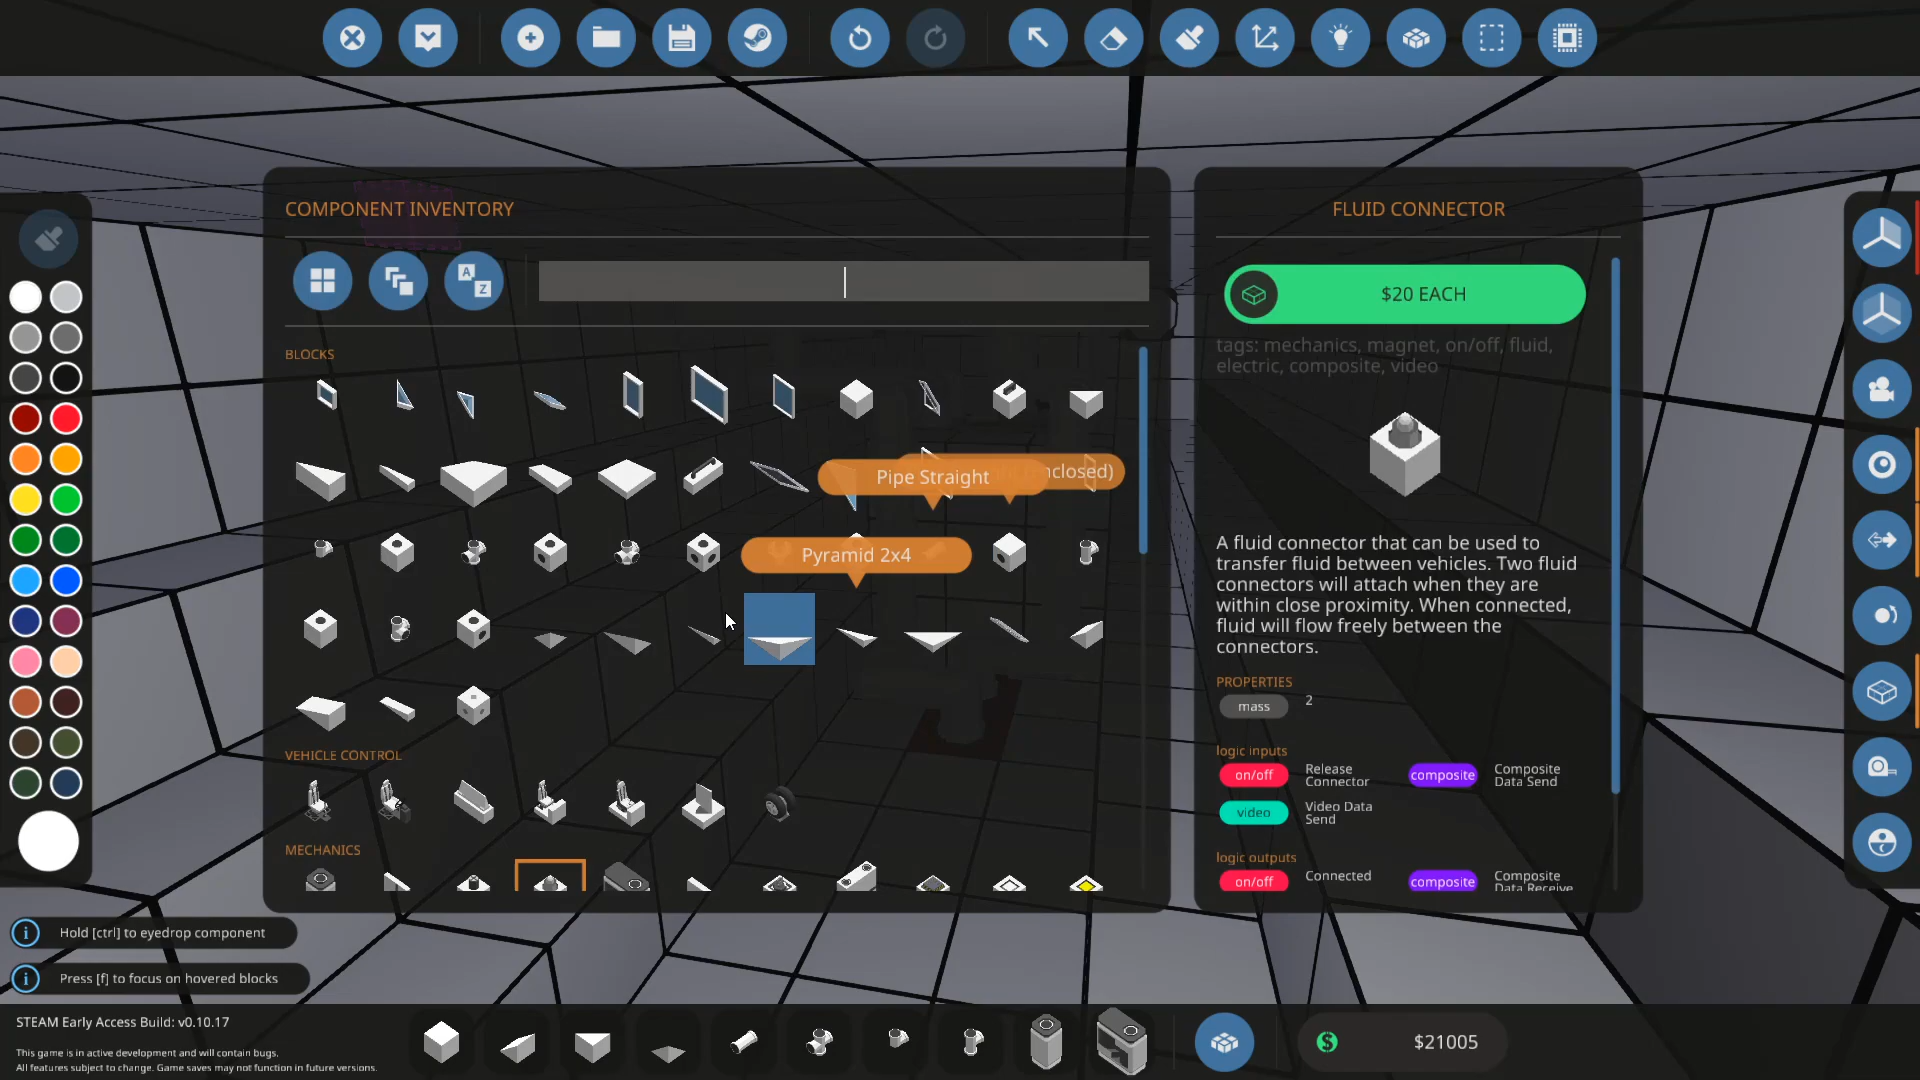 COMPONENT INVENTORY
A
Z
BLOCKS
Pipe Straight
nclosed)
Pyramid 2x4
VEHICLE CONTROL
MECHANICS
FLUID CONNECTOR
$20 EACH
tags: mechanics, magnet, on/off, fluid,
electric, composite, video
A fluid connector that can be used to
transfer fluid between vehicles. Two fluid
connectors will attach when they are
within close proximity. When connected,
fluid will flow freely between the
connectors.
PROPERTIES
mass 2
logic inputs
on/off Release Connector composite Composite Data Send
video Video Data Send
logic outputs
on/off Connected composite Composite Data Receive
Hold [ctrl] to eyedrop component
Press [f] to focus on hovered blocks
STEAM Early Access Build: v0.10.17
This game is in active development and will contain bugs.
All features subject to change. Game saves may not function in future versions.
$21005